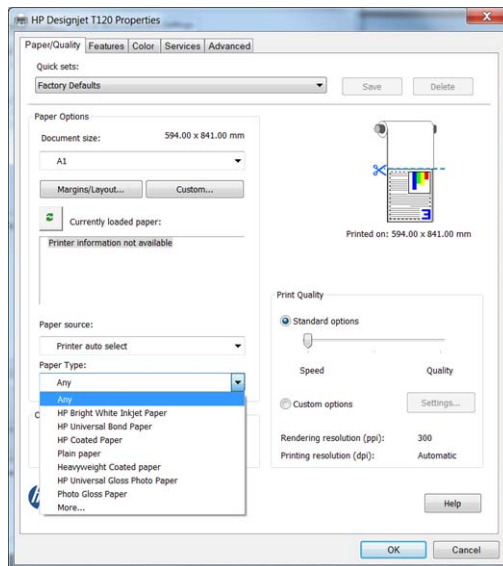 HP Designjet T120 Properties
Paper/Quality Features Color Services Advanced
Quick sets:
Factory Defaults
Save
Delete
Paper Options
Document size: 594.00 x 841.00 mm
A1
Margins/Layout...
Custom...
Currently loaded paper:
Printer information not available
Printed on: 594.00 x 841.00 mm
Paper source:
Printer auto select
Paper Type:
Any
Any
HP Bright White Inkjet Paper
HP Universal Bond Paper
HP Coated Paper
Plain paper
Heavyweight Coated paper
HP Universal Gloss Photo Paper
Photo Gloss Paper
More...
Print Quality
Standard options
Speed Quality
Custom options
Settings...
Rendering resolution (ppi): 300
Printing resolution (dpi): Automatic
Help
OK
Cancel